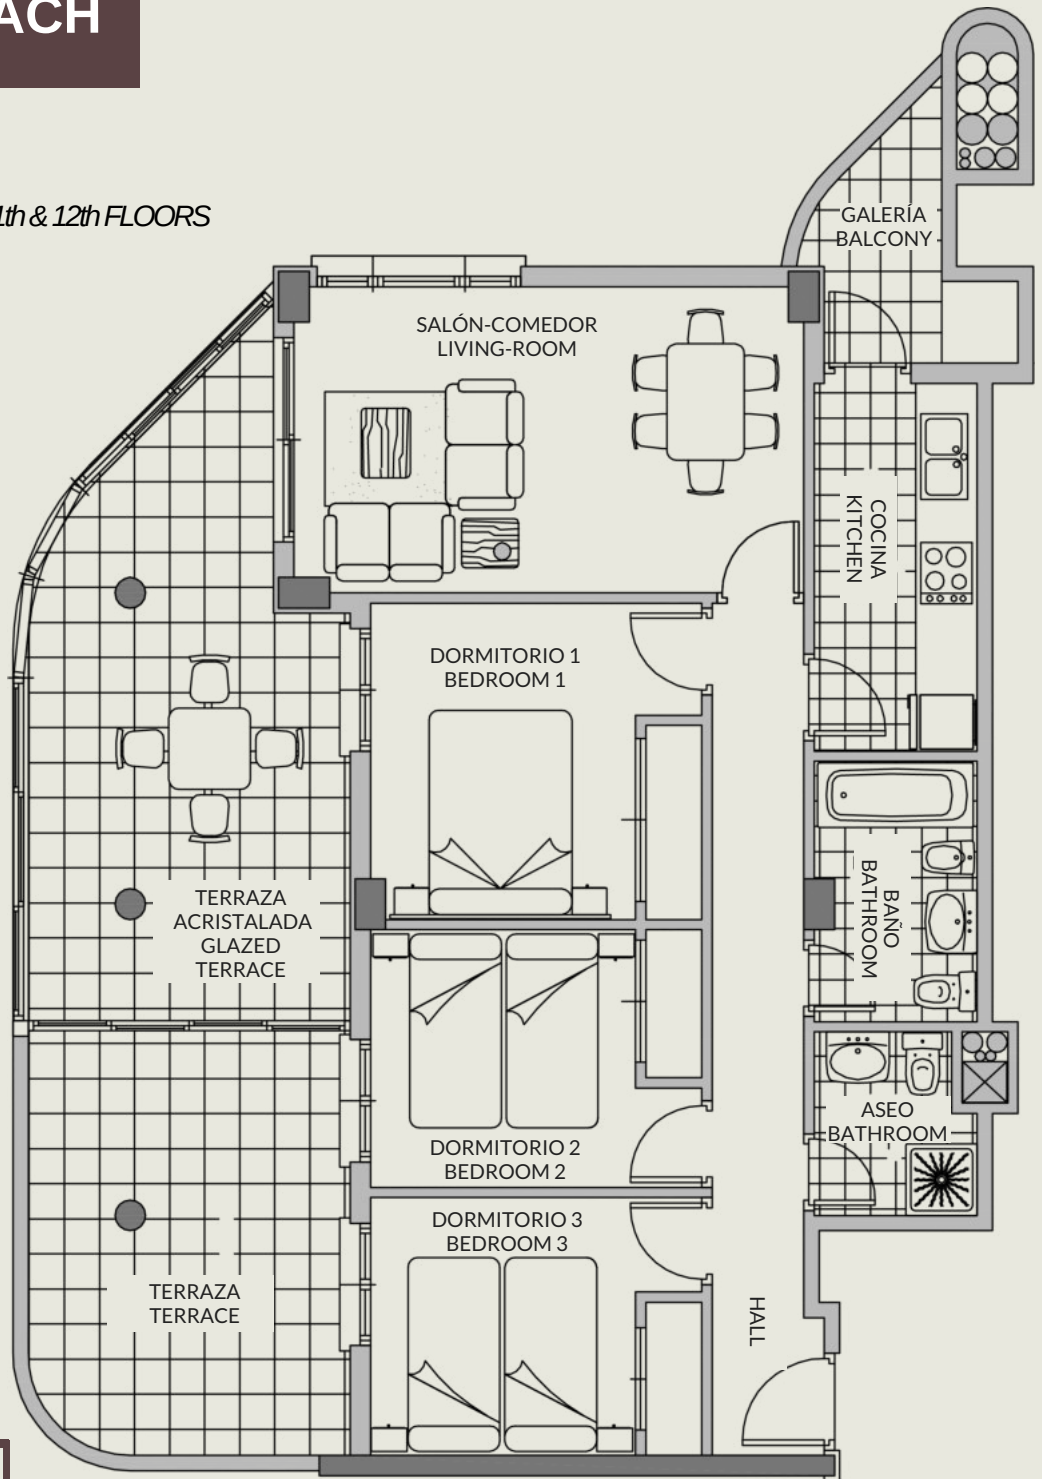 ACH
1th & 12th FLOORS
GALERÍA
BALCONY
SALÓN-COMEDOR
LIVING-ROOM
COCINA
KITCHEN
DORMITORIO 1
BEDROOM 1
TERRAZA
ACRISTALADA
GLAZED
TERRACE
BAÑO
BATHROOM
ASEO
BATHROOM
DORMITORIO 2
BEDROOM 2
DORMITORIO 3
BEDROOM 3
TERRAZA
TERRACE
HALL